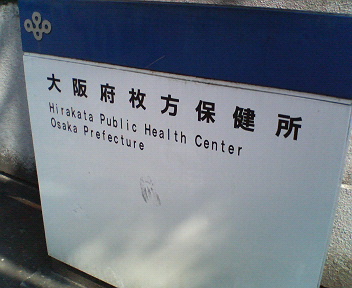 大阪府枚方保健所
Hirakata Public Health Center
Osaka Prefecture